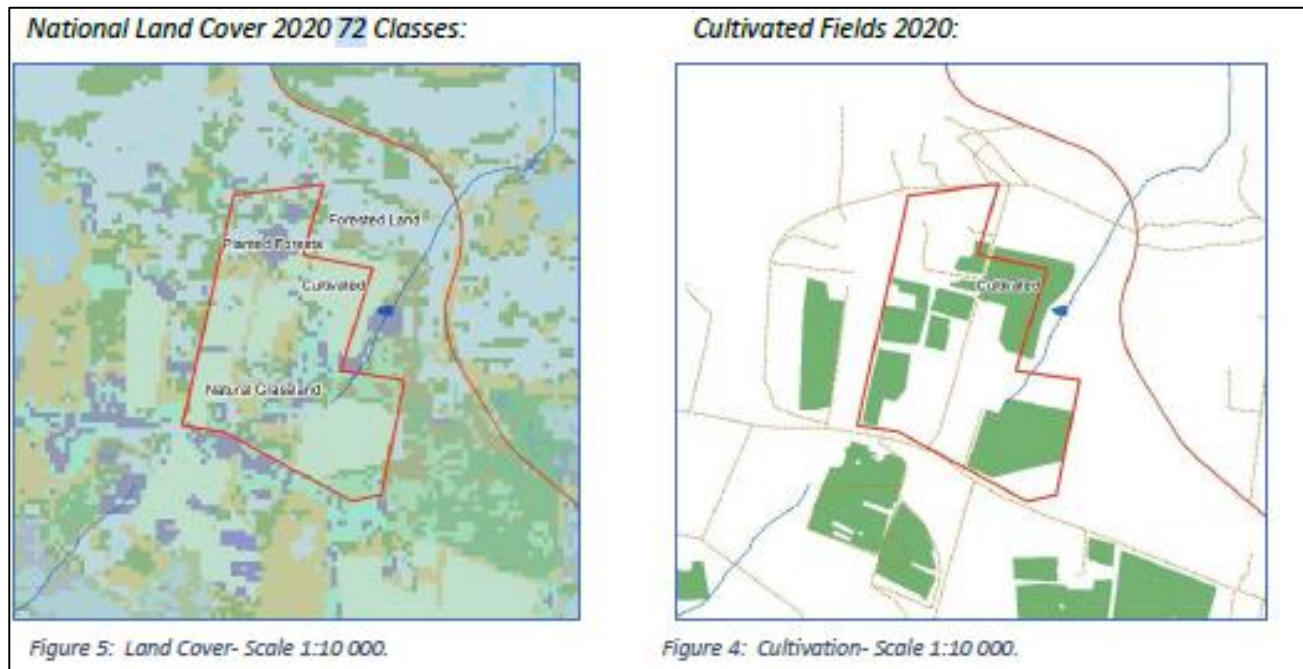 National Land Cover 2020 72 Classes:
Cultivated Fields 2020:
Forested Land
Planted Forests
Cultivated
Natural Grassland
Cultivated
Figure 5: Land Cover- Scale 1:10 000.
Figure 4: Cultivation- Scale 1:10 000.